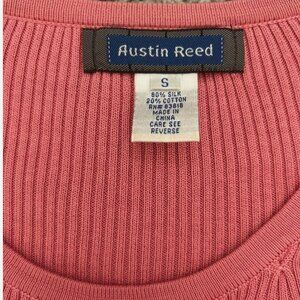 Austin Reed
S
80% SILK
20% COTTON
RN# 83818
MADE IN
CHINA
CARE SEE
REVERSE